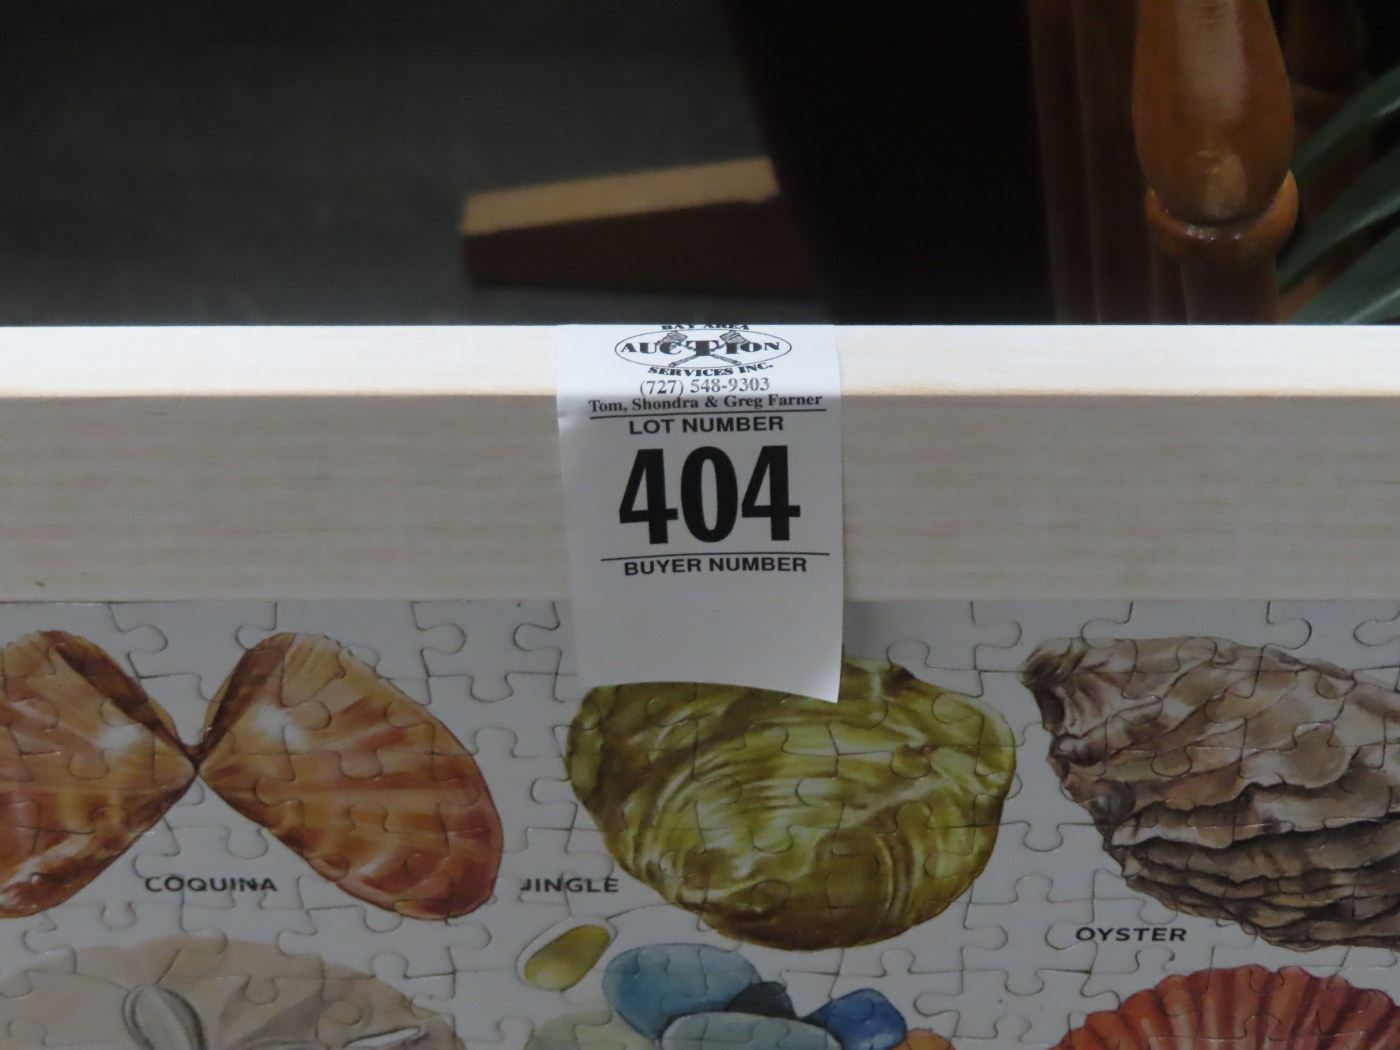 BAY AREA
AUCTION
SERVICES INC.
(727) 548-9303
Tom, Shondra & Greg Farner
LOT NUMBER
404
BUYER NUMBER
COQUINA
JINGLE
OYSTER